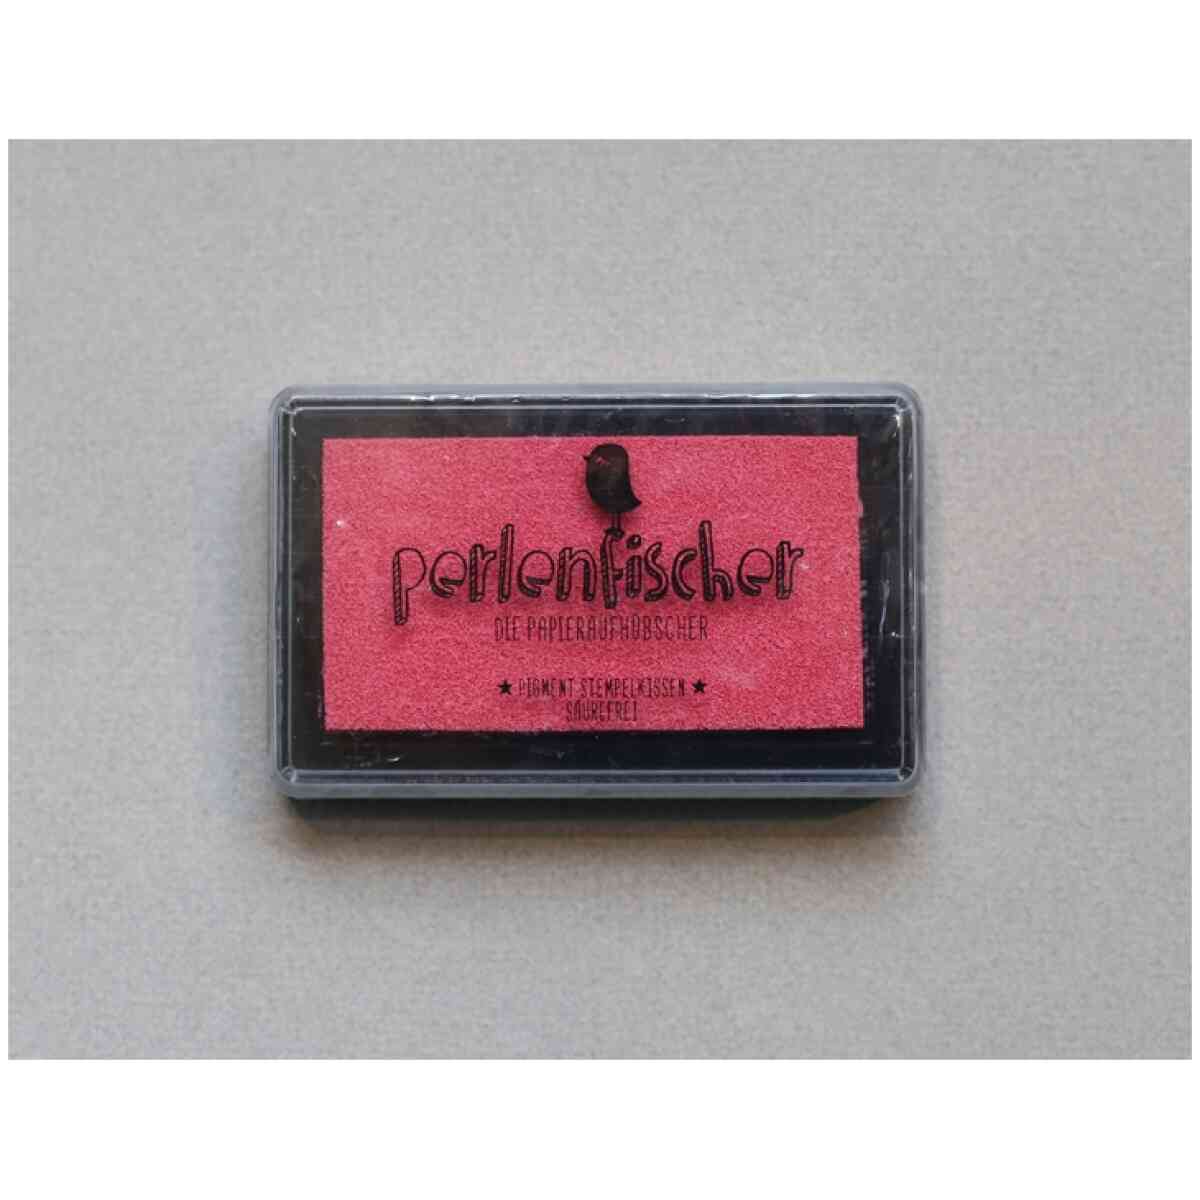 perlenfischer
DIE PAPIERAUFHÜBSCHER
★ PIGMENT STEMPELKISSEN ★
SÄUREFREI